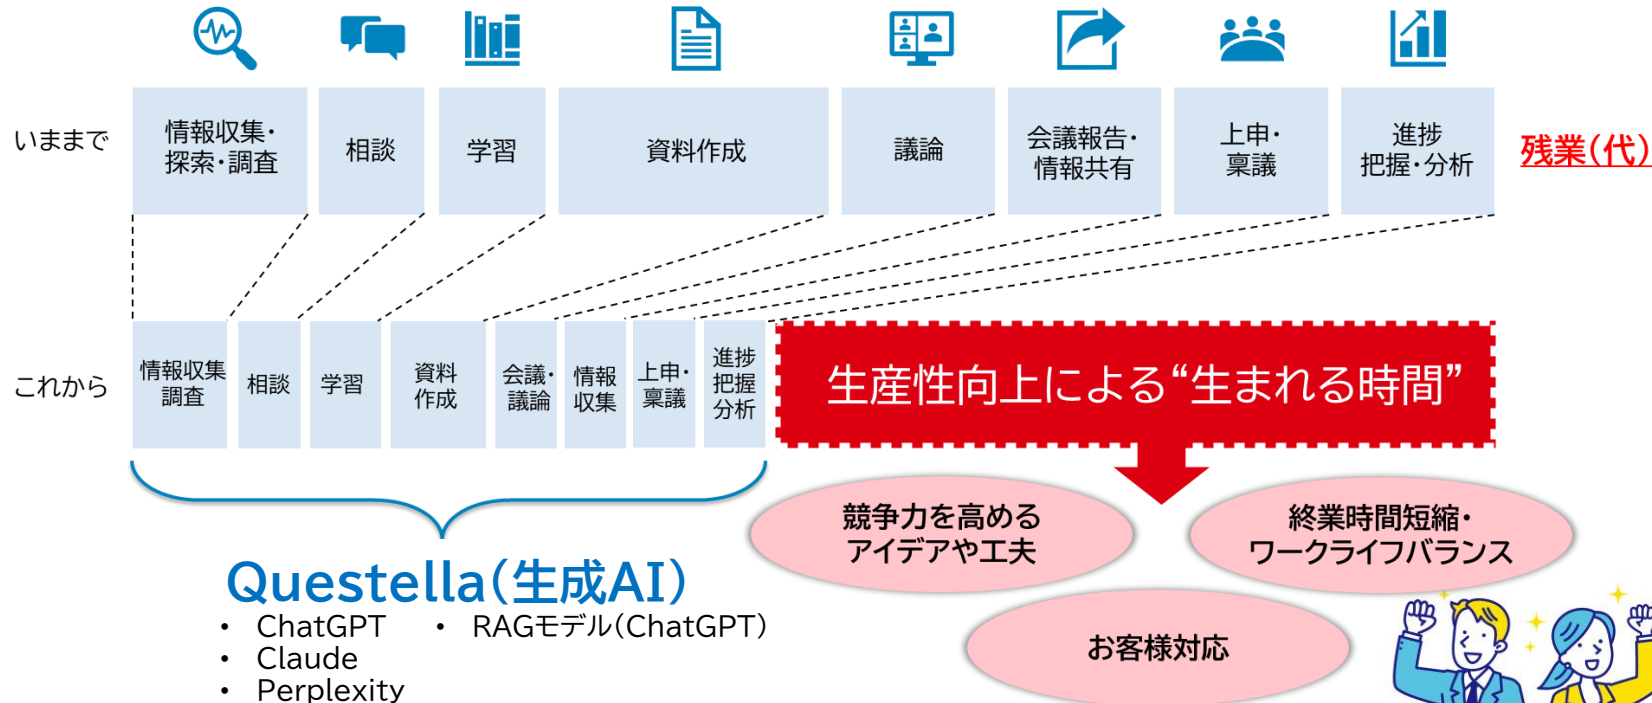 いままで
情報収集・
探索・調査
相談
学習
資料作成
議論
会議報告・
情報共有
上申・
稟議
進捗
把握・分析
残業(代)
これから
情報収集
調査
相談
学習
資料
作成
会議・
議論
情報
収集
上申・
稟議
進捗
把握
分析
生産性向上による“生まれる時間”
Questella(生成AI)
• ChatGPT • RAGモデル(ChatGPT)
• Claude
• Perplexity
競争力を高める
アイデアや工夫
終業時間短縮・
ワークライフバランス
お客様対応